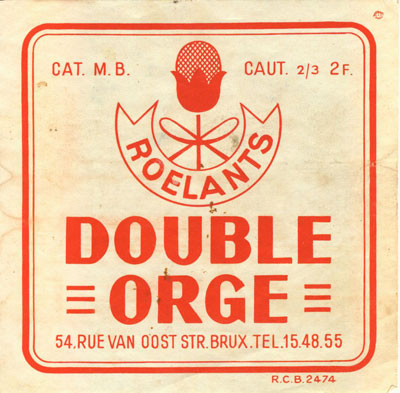 CAT. M. B. CAUT. 2/3 2F.
ROELANTS
DOUBLE
ORGE
54. RUE VAN OOST STR. BRUX. TEL. 15.48.55
R.C.B. 2474